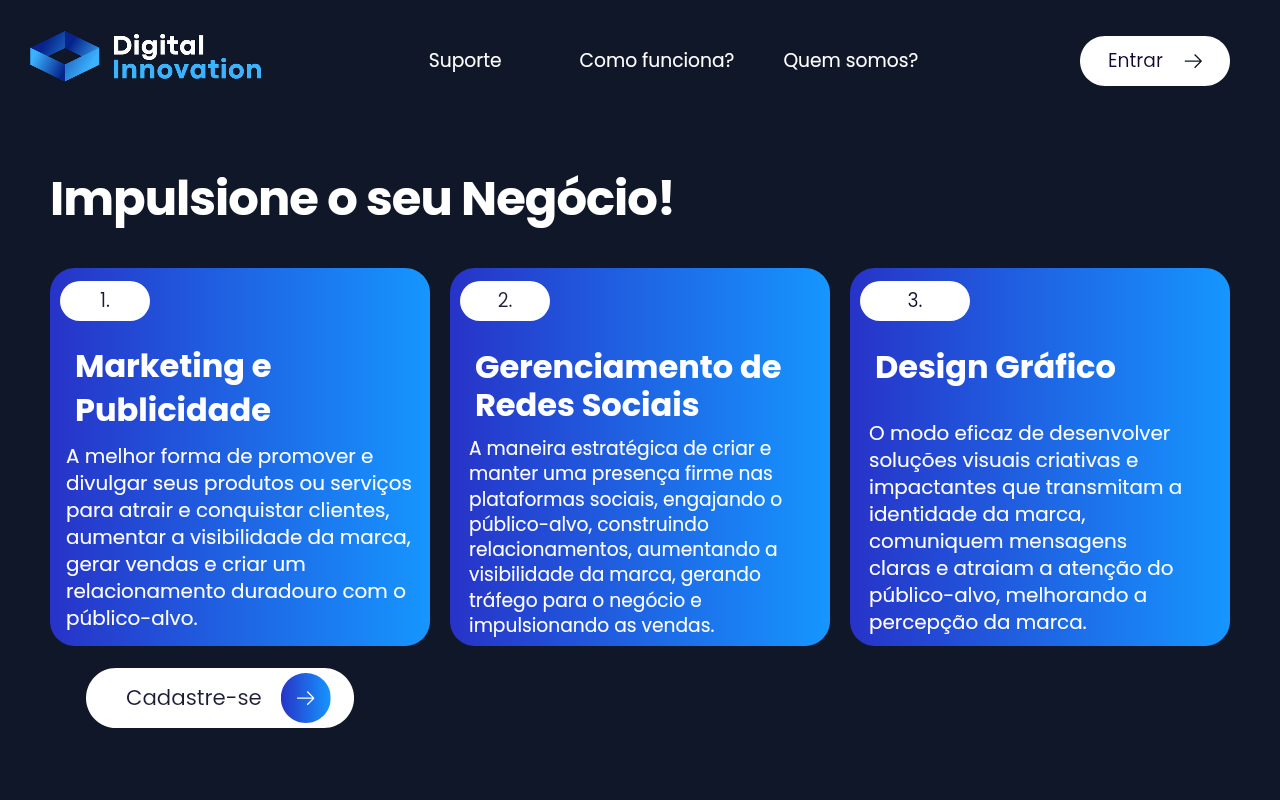 Digital
Innovation
Suporte
Como funciona?
Quem somos?
Entrar
Impulsione o seu Negócio!
1.
Marketing e
Publicidade
A melhor forma de promover e
divulgar seus produtos ou serviços
para atrair e conquistar clientes,
aumentar a visibilidade da marca,
gerar vendas e criar um
relacionamento duradouro com o
público-alvo.
2.
Gerenciamento de
Redes Sociais
A maneira estratégica de criar e
manter uma presença firme nas
plataformas sociais, engajando o
público-alvo, construindo
relacionamentos, aumentando a
visibilidade da marca, gerando
tráfego para o negócio e
impulsionando as vendas.
3.
Design Gráfico
O modo eficaz de desenvolver
soluções visuais criativas e
impactantes que transmitam a
identidade da marca,
comuniquem mensagens
claras e atraiam a atenção do
público-alvo, melhorando a
percepção da marca.
Cadastre-se